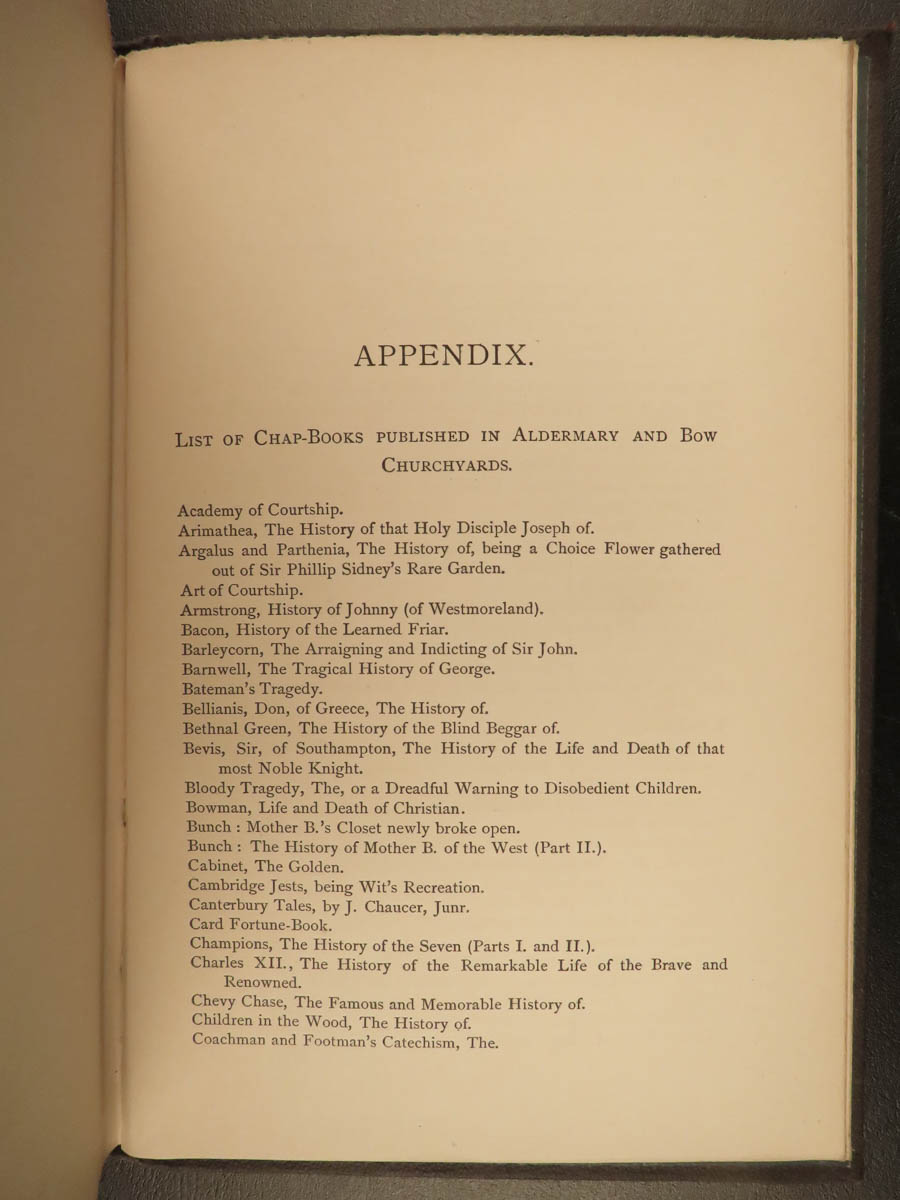 APPENDIX.
List of Chap-Books published in Aldermary and Bow
Churchyards.
Academy of Courtship.
Arimathea, The History of that Holy Disciple Joseph of.
Argalus and Parthenia, The History of, being a Choice Flower gathered
out of Sir Phillip Sidney's Rare Garden.
Art of Courtship.
Armstrong, History of Johnny (of Westmoreland).
Bacon, History of the Learned Friar.
Barleycorn, The Arraigning and Indicting of Sir John.
Barnwell, The Tragical History of George.
Bateman's Tragedy.
Bellianis, Don, of Greece, The History of.
Bethnal Green, The History of the Blind Beggar of.
Bevis, Sir, of Southampton, The History of the Life and Death of that
most Noble Knight.
Bloody Tragedy, The, or a Dreadful Warning to Disobedient Children.
Bowman, Life and Death of Christian.
Bunch : Mother B.'s Closet newly broke open.
Bunch : The History of Mother B. of the West (Part II.).
Cabinet, The Golden.
Cambridge Jests, being Wit's Recreation.
Canterbury Tales, by J. Chaucer, Junr.
Card Fortune-Book.
Champions, The History of the Seven (Parts I. and II.).
Charles XII., The History of the Remarkable Life of the Brave and
Renowned.
Chevy Chase, The Famous and Memorable History of.
Children in the Wood, The History of.
Coachman and Footman's Catechism, The.